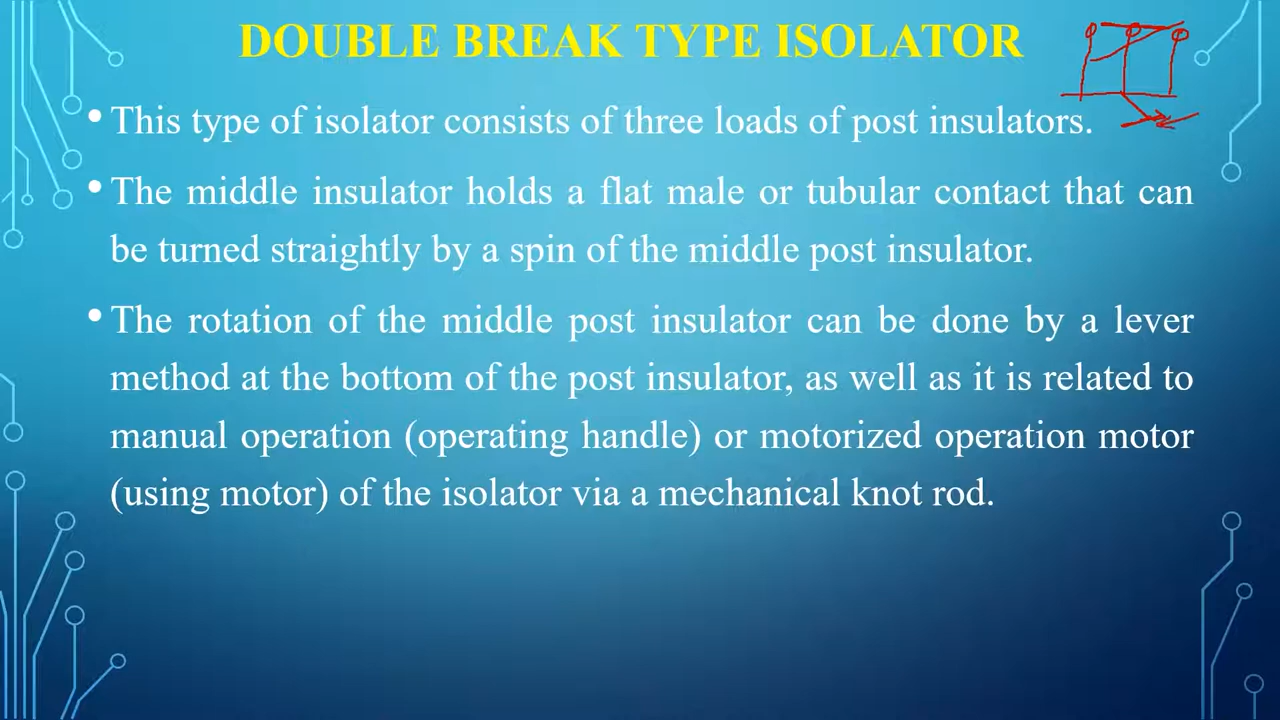 DOUBLE BREAK TYPE ISOLATOR
• This type of isolator consists of three loads of post insulators.
• The middle insulator holds a flat male or tubular contact that can
be turned straightly by a spin of the middle post insulator.
• The rotation of the middle post insulator can be done by a lever
method at the bottom of the post insulator, as well as it is related to
manual operation (operating handle) or motorized operation motor
(using motor) of the isolator via a mechanical knot rod.